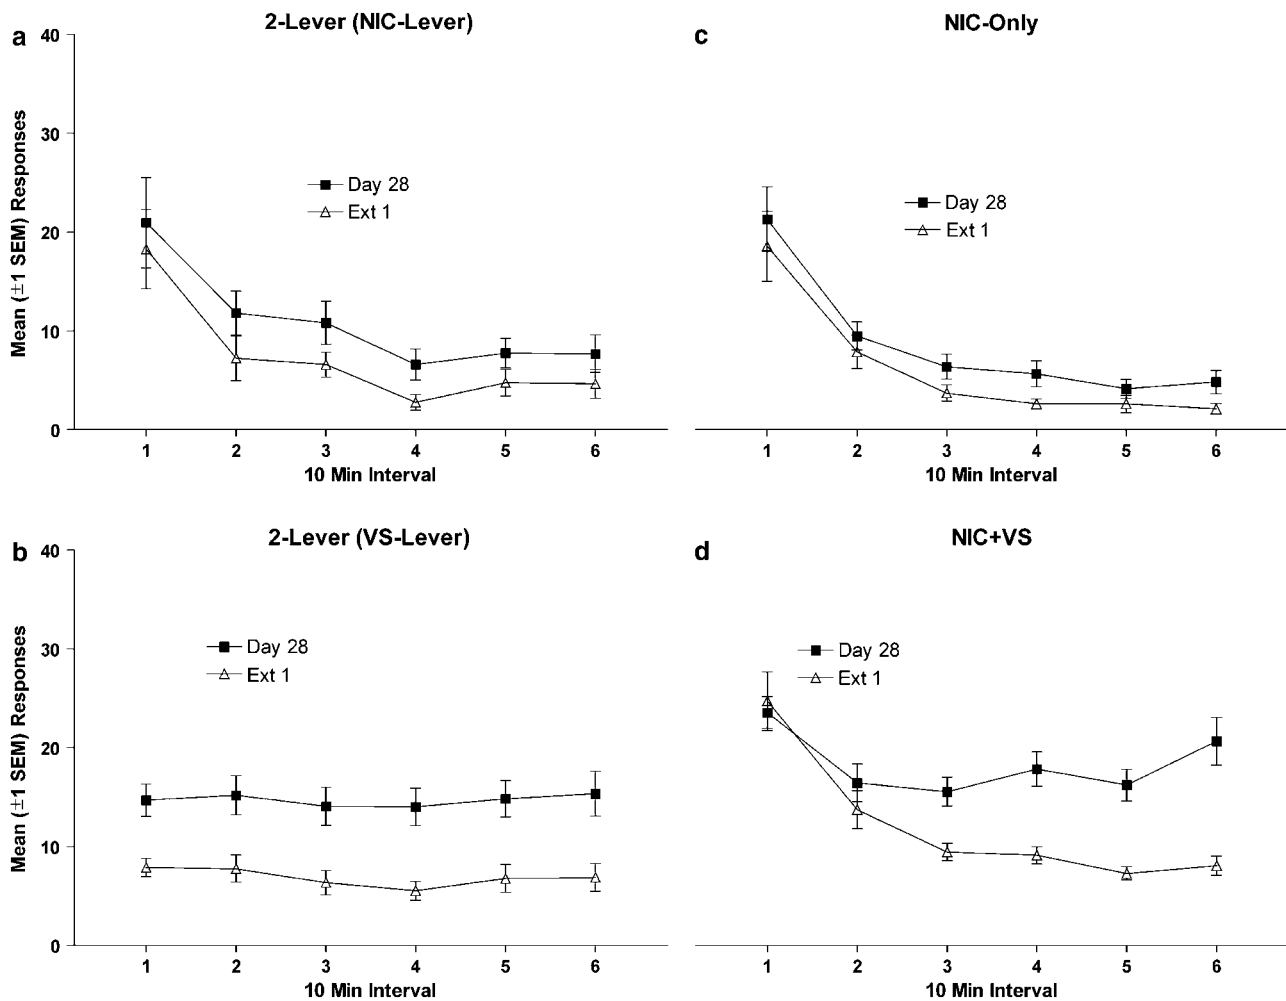 a
2-Lever (NIC-Lever)
Mean (±1 SEM) Responses
40
30
20
10
0
Day 28
Ext 1
1 2 3 4 5 6
10 Min Interval
c
NIC-Only
Day 28
Ext 1
1 2 3 4 5 6
10 Min Interval
b
2-Lever (VS-Lever)
Mean (±1 SEM) Responses
40
30
20
10
0
Day 28
Ext 1
1 2 3 4 5 6
10 Min Interval
d
NIC+VS
Day 28
Ext 1
1 2 3 4 5 6
10 Min Interval